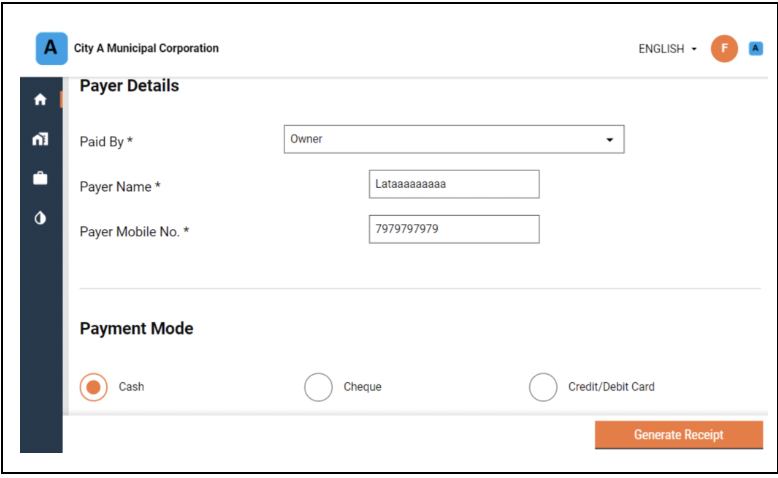 A City A Municipal Corporation ENGLISH F A
Payer Details
Paid By * Owner
Payer Name * Lataaaaaaaaa
Payer Mobile No. * 7979797979
Payment Mode
Cash Cheque Credit/Debit Card
Generate Receipt